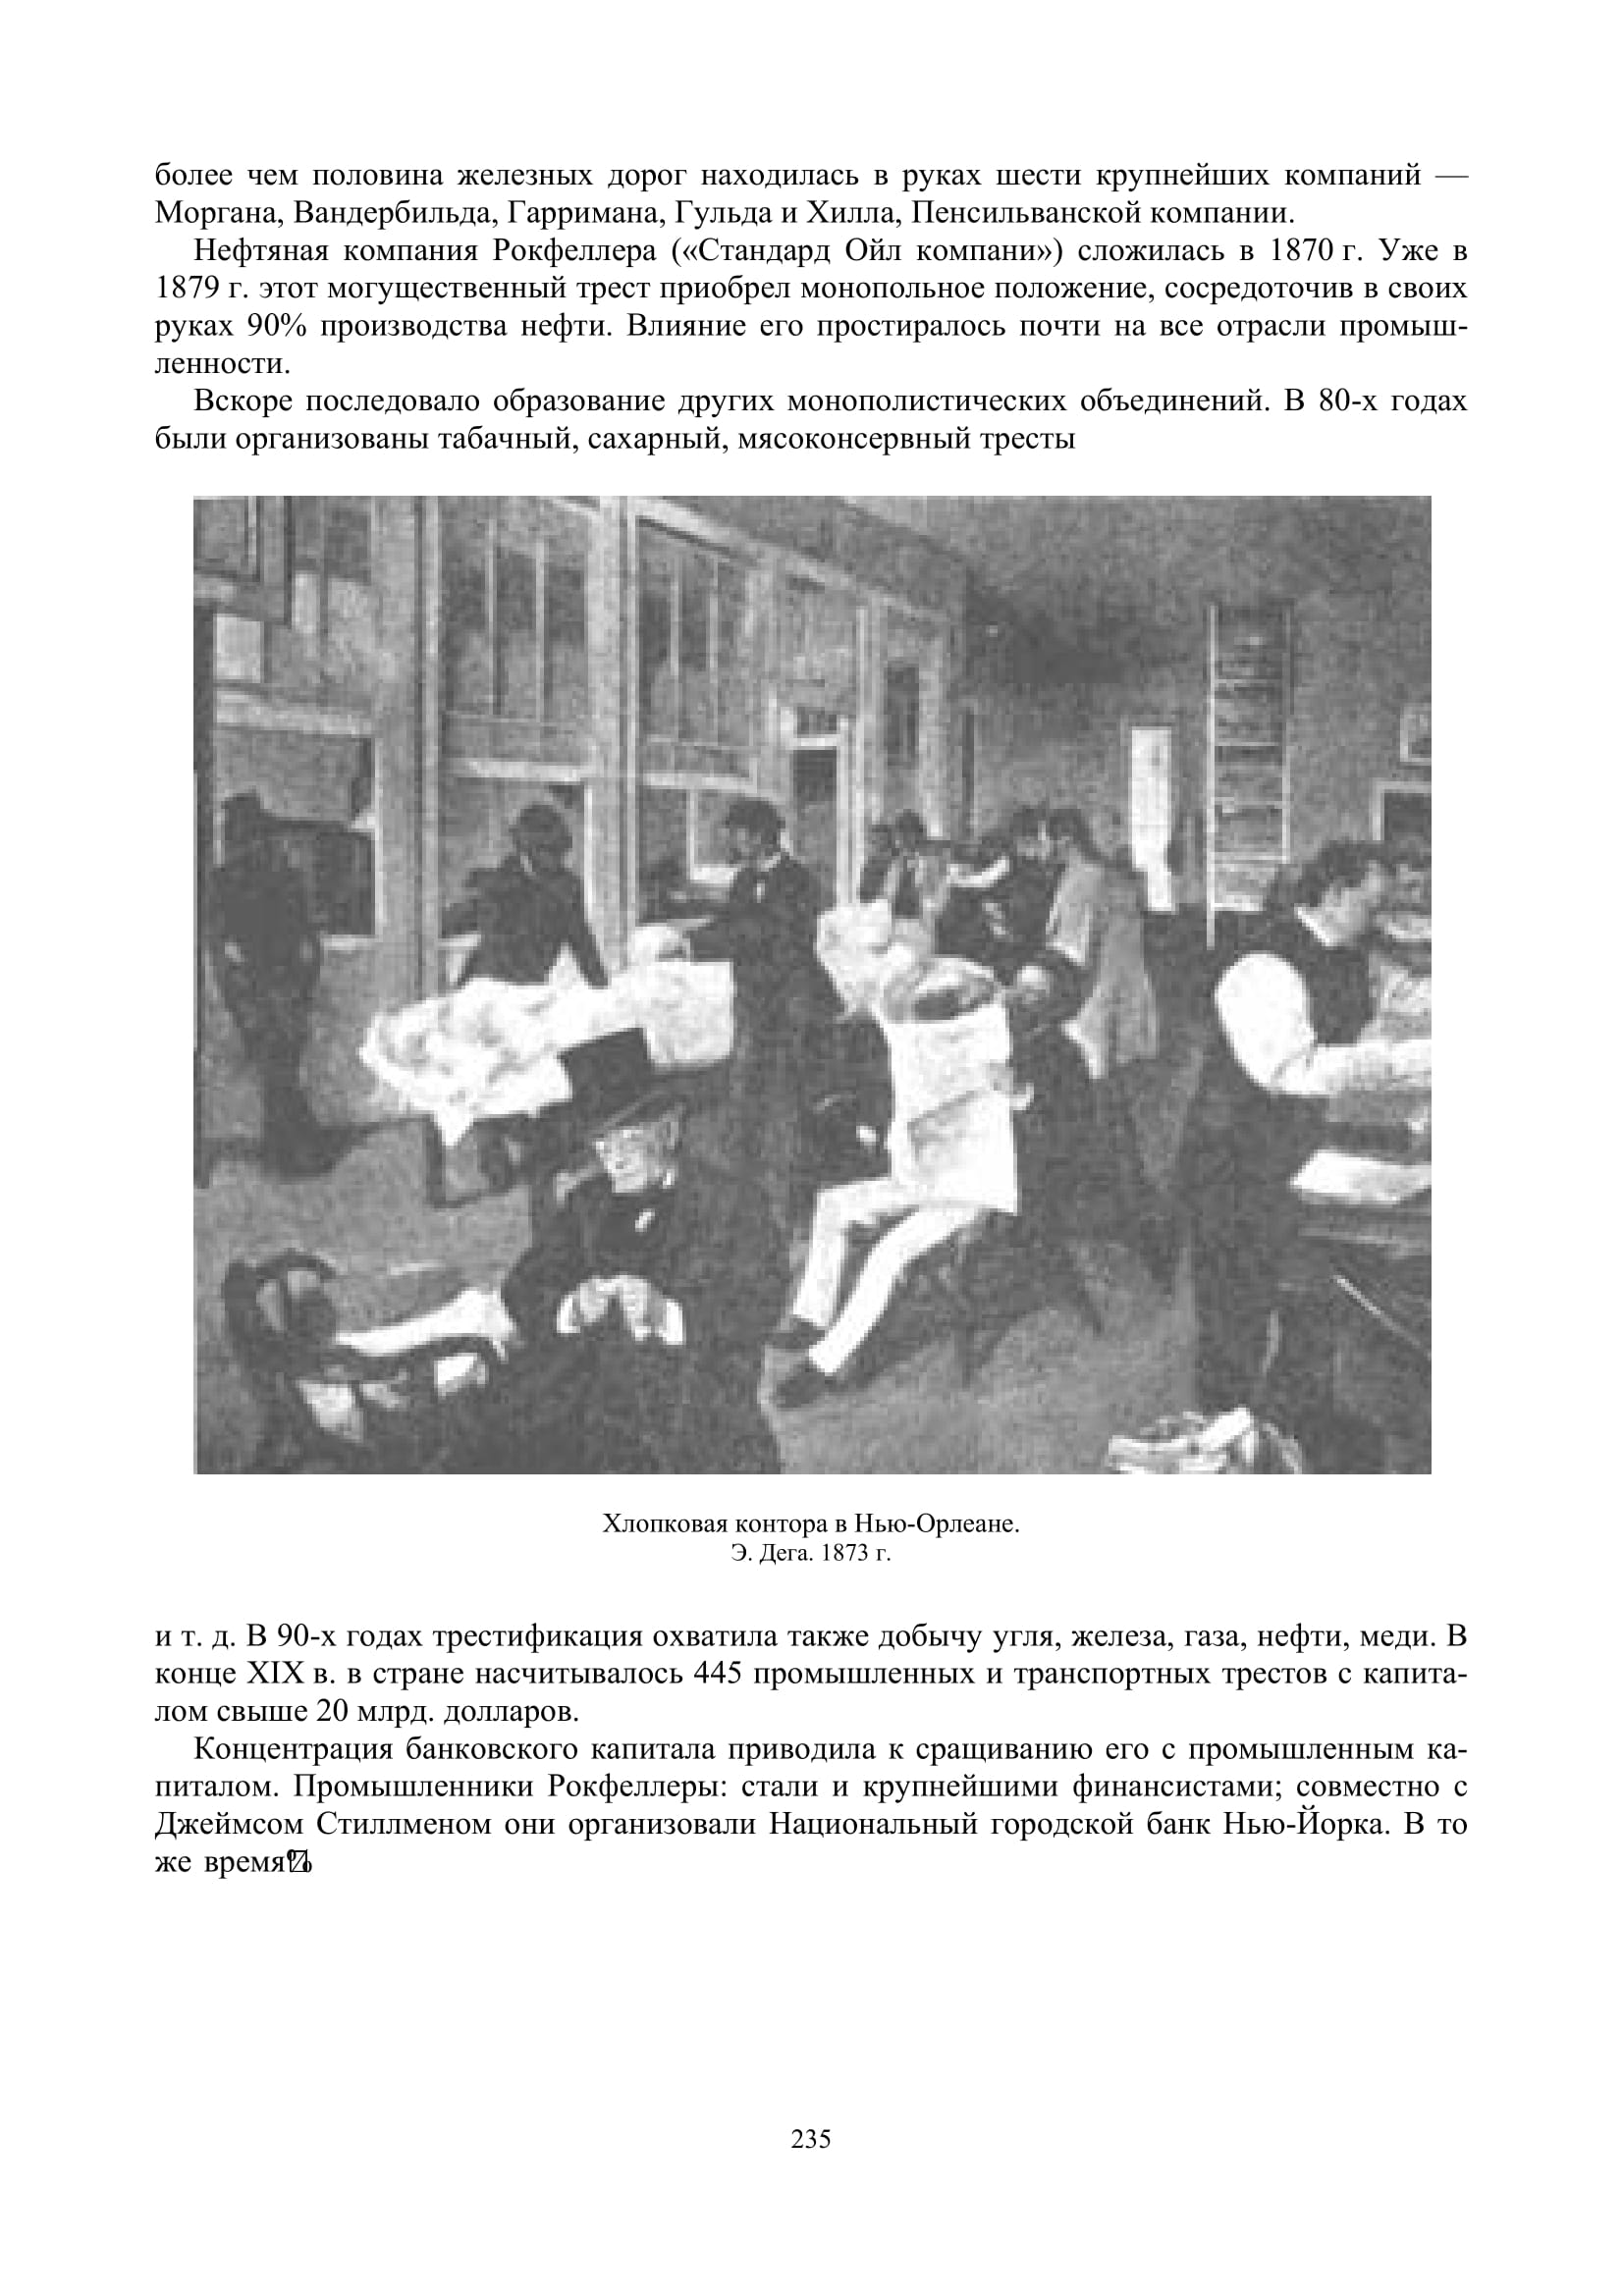 более чем половина железных дорог находилась в руках шести крупнейших компаний —
Моргана, Вандербильда, Гарримана, Гульда и Хилла, Пенсильванской компании.
Нефтяная компания Рокфеллера («Стандард Ойл компани») сложилась в 1870 г. Уже в
1879 г. этот могущественный трест приобрел монопольное положение, сосредоточив в своих
руках 90% производства нефти. Влияние его простиралось почти на все отрасли промыш-
ленности.
Вскоре последовало образование других монополистических объединений. В 80-х годах
были организованы табачный, сахарный, мясоконсервный тресты
Хлопковая контора в Нью-Орлеане.
Э. Дега. 1873 г.
и т. д. В 90-х годах трестификация охватила также добычу угля, железа, газа, нефти, меди. В
конце XIX в. в стране насчитывалось 445 промышленных и транспортных трестов с капита-
лом свыше 20 млрд. долларов.
Концентрация банковского капитала приводила к сращиванию его с промышленным ка-
питалом. Промышленники Рокфеллеры: стали и крупнейшими финансистами; совместно с
Джеймсом Стиллменом они организовали Национальный городской банк Нью-Йорка. В то
же время
235